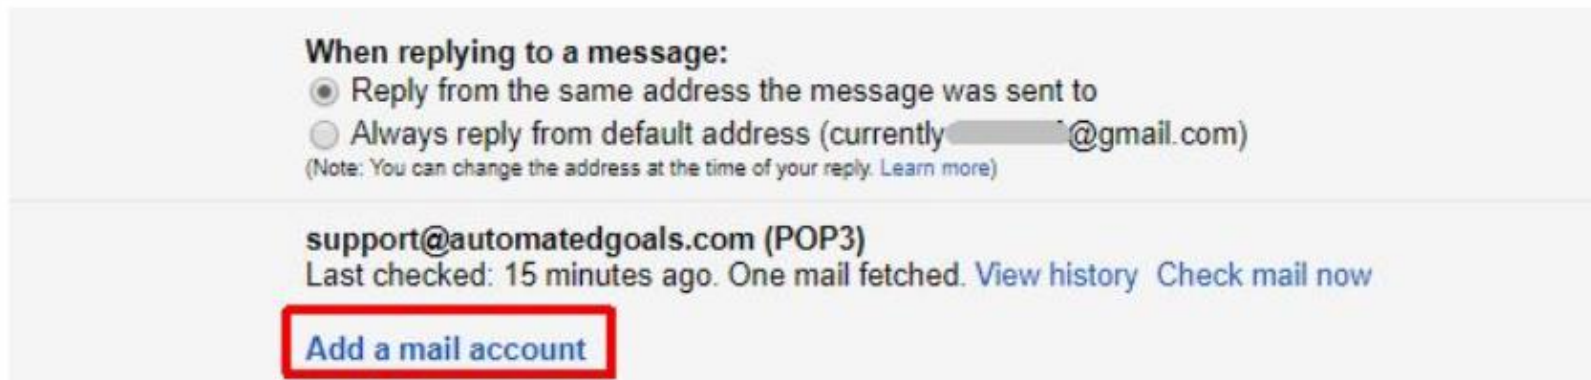 When replying to a message:
Reply from the same address the message was sent to
Always reply from default address (currently @gmail.com)
(Note: You can change the address at the time of your reply. Learn more)
support@automatedgoals.com (POP3)
Last checked: 15 minutes ago. One mail fetched. View history Check mail now
Add a mail account